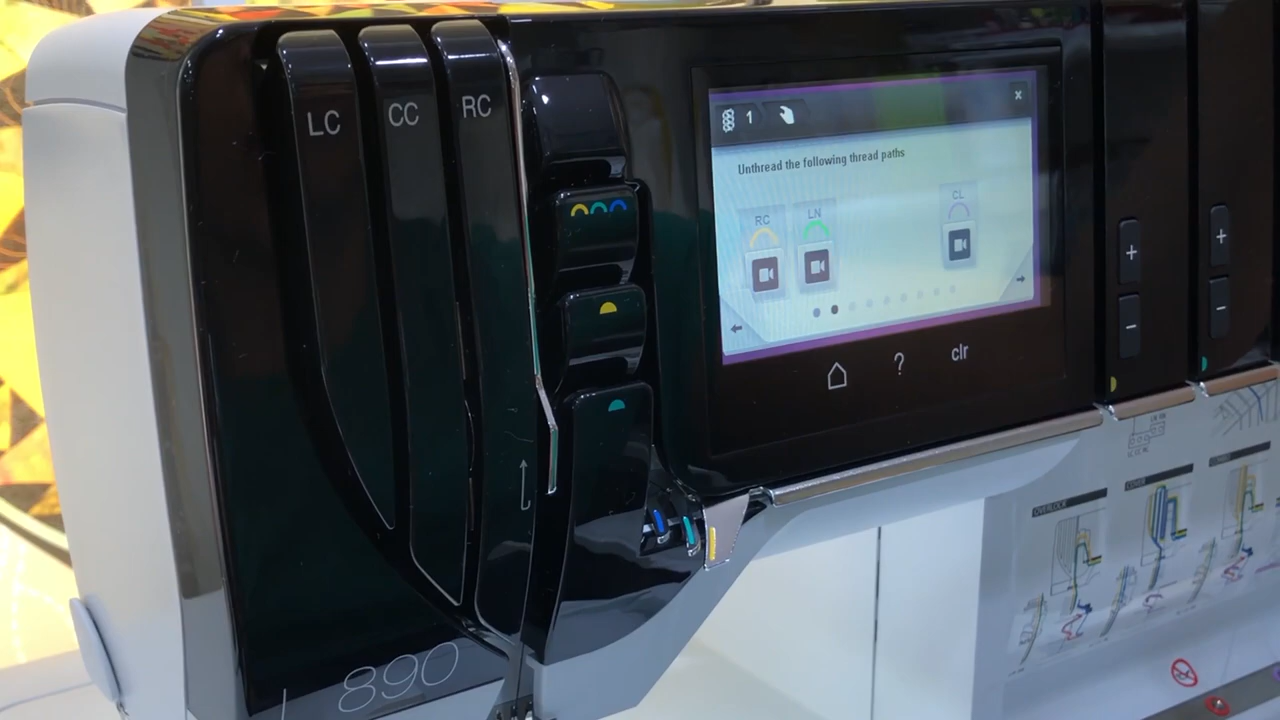 LC CC RC
1
Unthread the following thread paths
RC LN CL
? clr
+ +
- -
OVERLOCK COVER
890